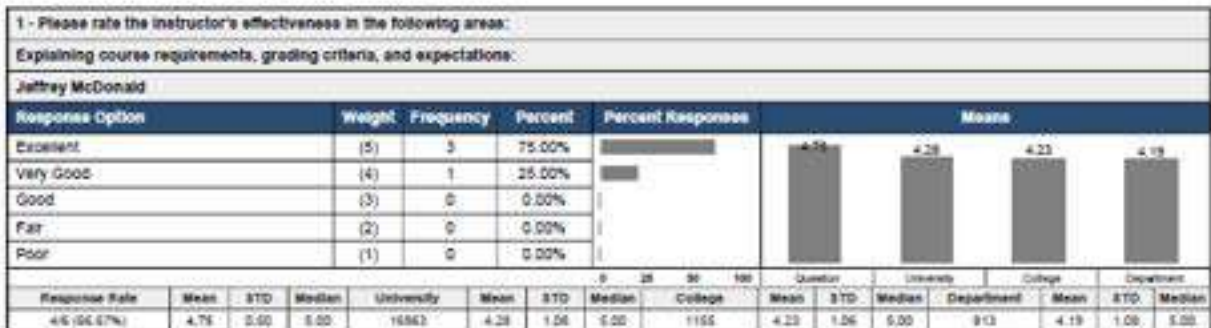 1 - Please rate the instructor's effectiveness in the following areas:
Explaining course requirements, grading criteria, and expectations:
Jeffrey McDonald
Response Option Weight Frequency Percent Percent Responses Means
Excellent (5) 3 75.00%
Very Good (4) 1 25.00%
Good (3) 0 0.00%
Fair (2) 0 0.00%
Poor (1) 0 0.00%
4.75 4.28 4.23 4.19
0 25 50 100 Question University College Department
Response Rate Mean STD Median University Mean STD Median College Mean STD Median Department Mean STD Median
4/6 (66.67%) 4.75 0.50 5.00 4.28 1.06 5.00 1155 4.23 1.06 5.00 913 4.19 1.08 5.00